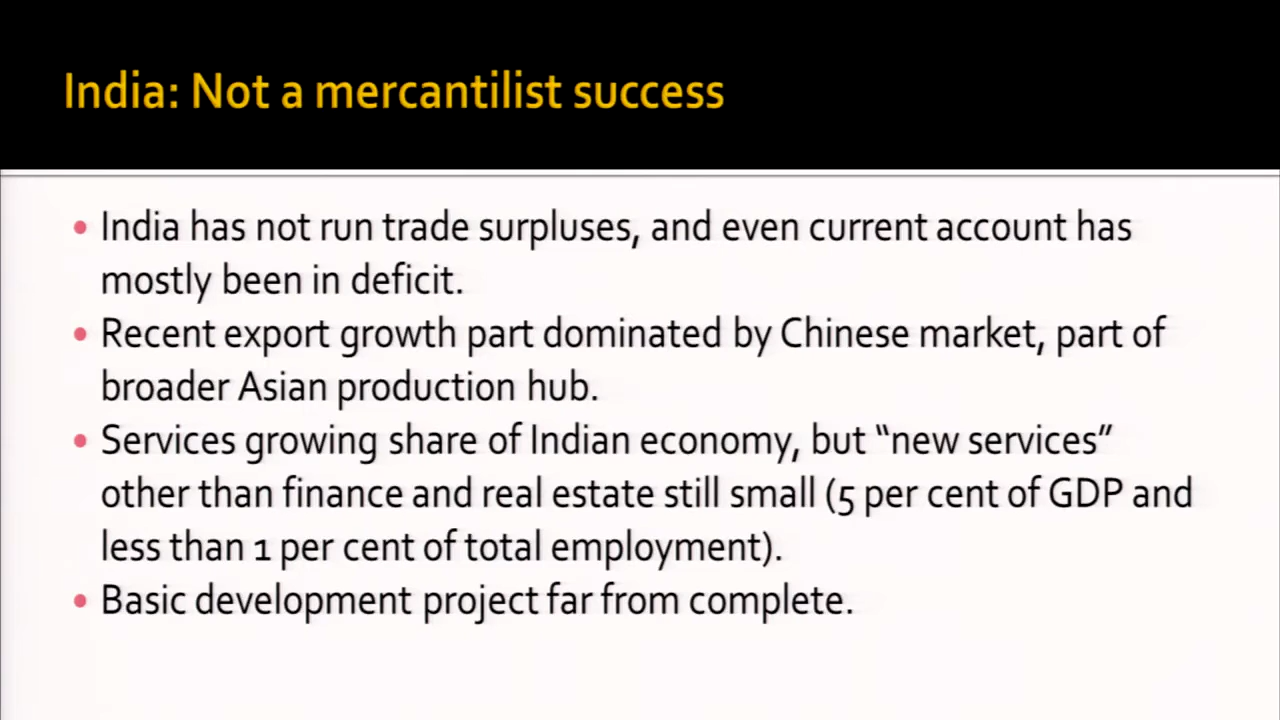 India: Not a mercantilist success
• India has not run trade surpluses, and even current account has
mostly been in deficit.
• Recent export growth part dominated by Chinese market, part of
broader Asian production hub.
• Services growing share of Indian economy, but “new services”
other than finance and real estate still small (5 per cent of GDP and
less than 1 per cent of total employment).
• Basic development project far from complete.